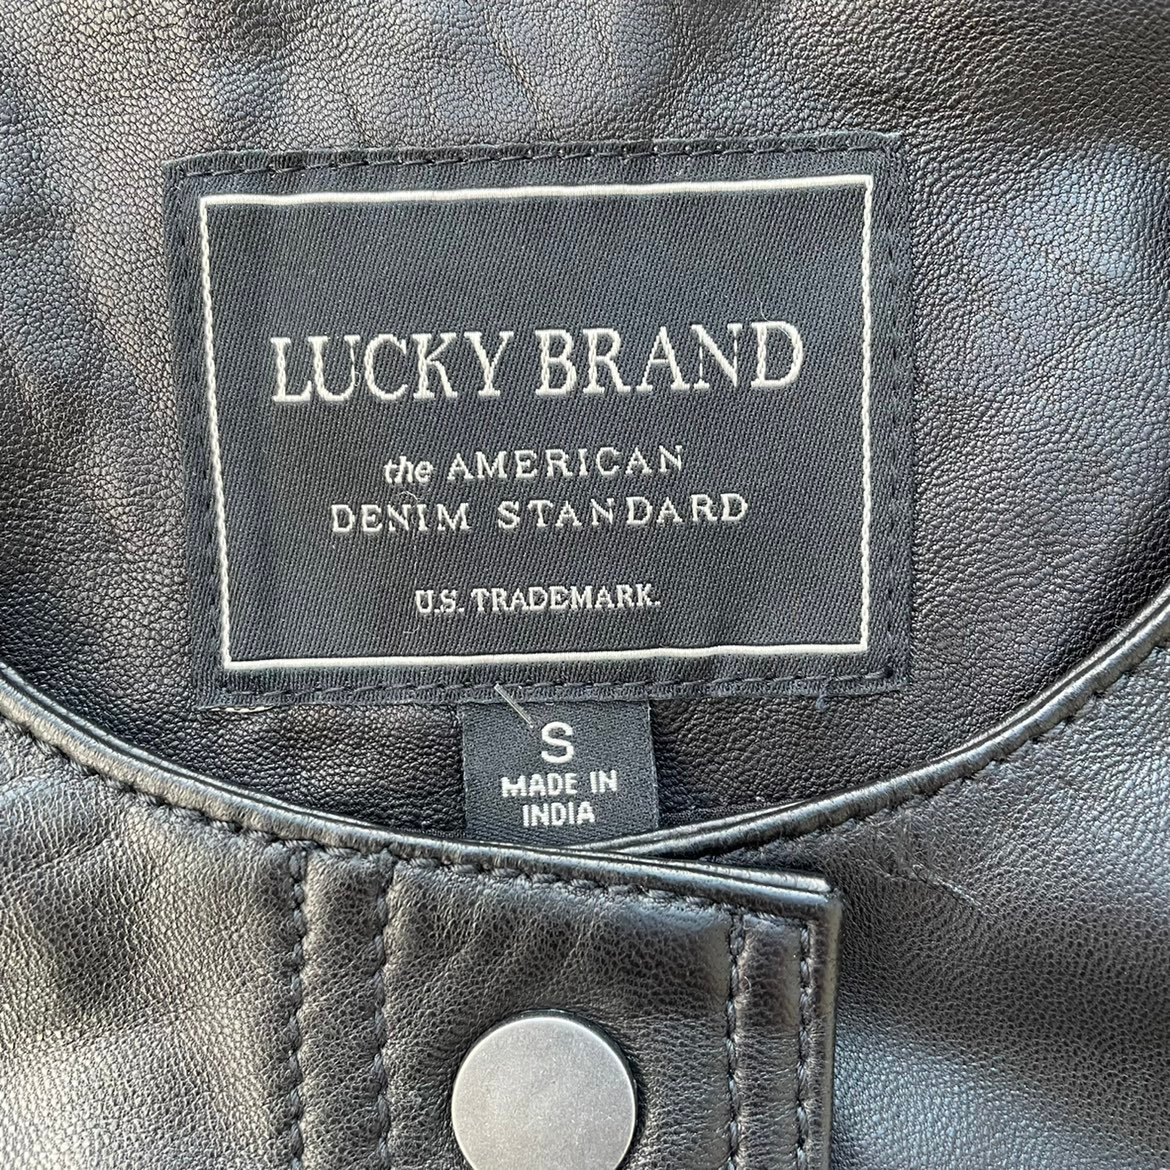 LUCKY BRAND
the AMERICAN
DENIM STANDARD
U.S. TRADEMARK.
S
MADE IN
INDIA